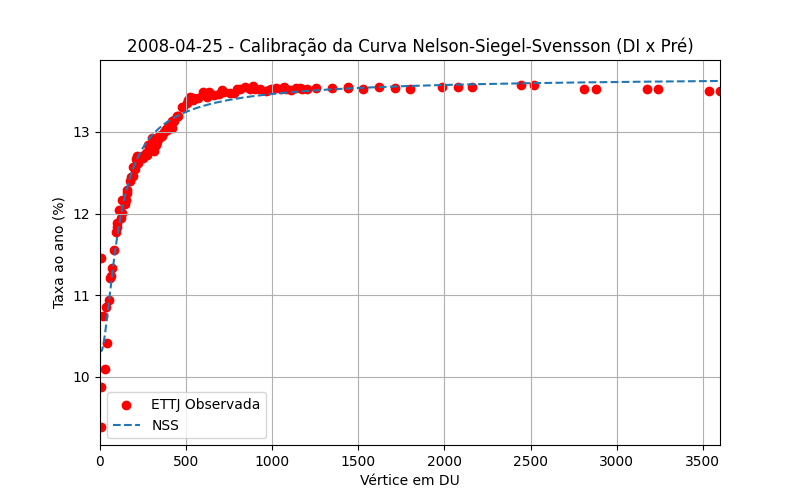 2008-04-25 - Calibração da Curva Nelson-Siegel-Svensson (DI x Pré)
Taxa ao ano (%)
13
12
11
10
ETTJ Observada
NSS
0 500 1000 1500 2000 2500 3000 3500
Vértice em DU